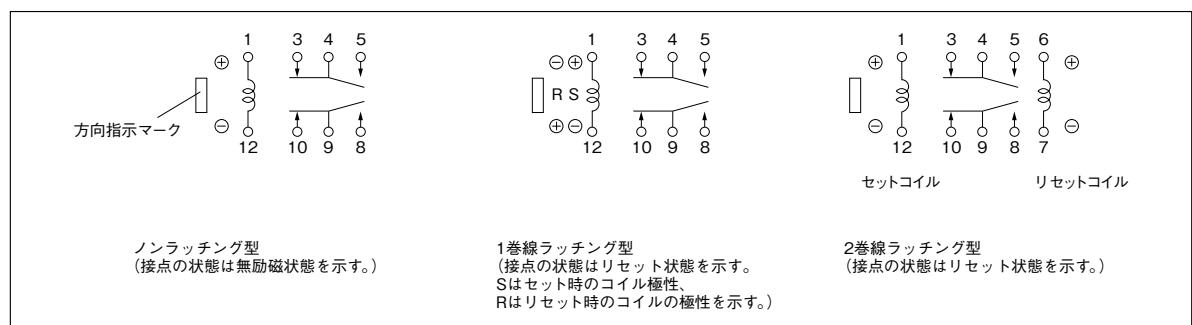 1 3 4 5
⊕
⊖
方向指示マーク
12 10 9 8
1 3 4 5
⊖ ⊕
R S
⊕ ⊖
12 10 9 8
1 3 4 5 6
⊕ ⊕
⊖ ⊖
12 10 9 8 7
セットコイル リセットコイル
ノンラッチング型
(接点の状態は無励磁状態を示す。)
1巻線ラッチング型
(接点の状態はリセット状態を示す。
Sはセット時のコイル極性、
Rはリセット時のコイルの極性を示す。)
2巻線ラッチング型
(接点の状態はリセット状態を示す。)